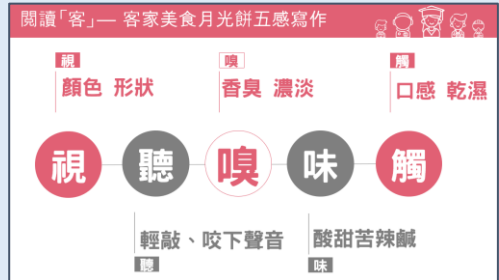 閱讀「客」— 客家美食月光餅五感寫作
視
顏色 形狀
嗅
香臭 濃淡
觸
口感 乾濕
視 聽 嗅 味 觸
輕敲、咬下聲音
聽
酸甜苦辣鹹
味